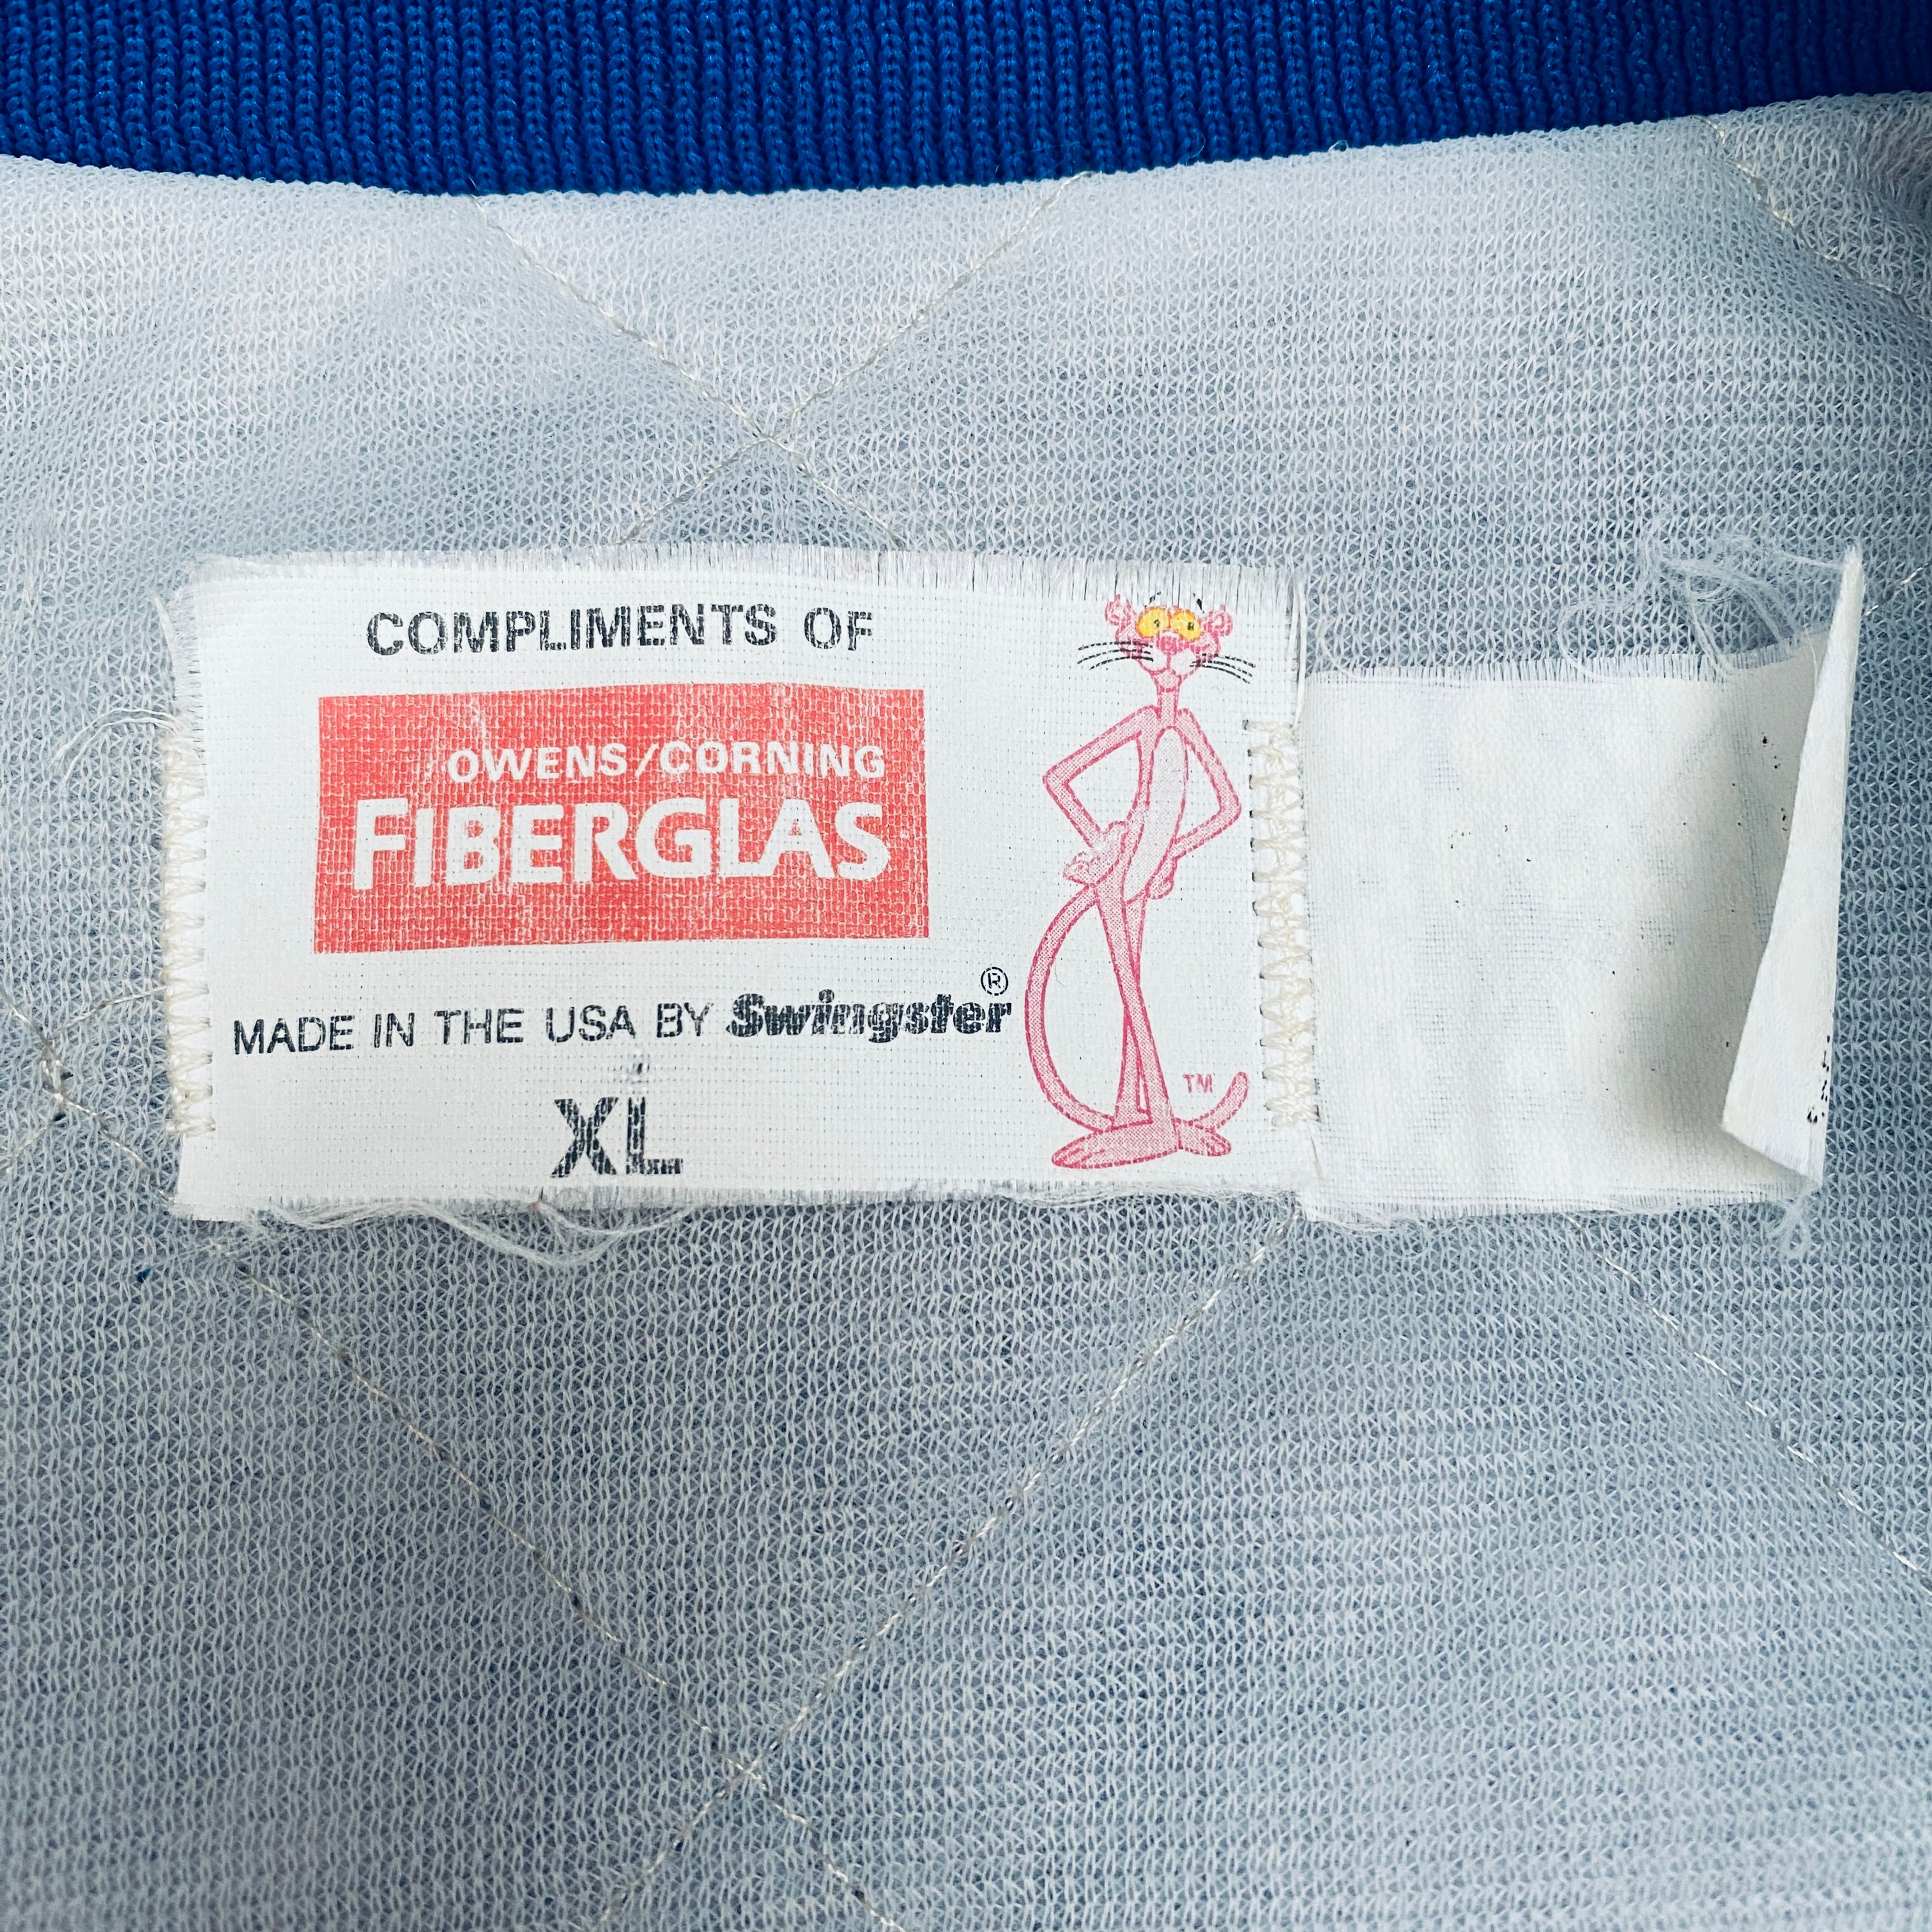 COMPLIMENTS OF
OWENS/CORNING
FIBERGLAS
MADE IN THE USA BY Swingster®
XL
TM